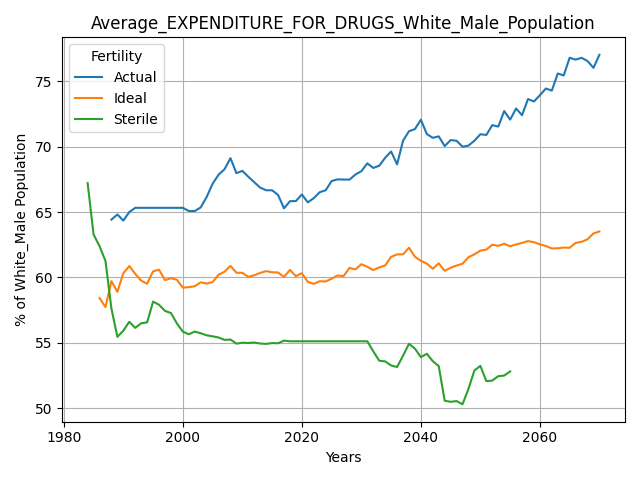 Average_EXPENDITURE_FOR_DRUGS_White_Male_Population
Fertility
Actual
Ideal
Sterile
% of White_Male Population
75
70
65
60
55
50
1980
2000
2020
2040
2060
Years